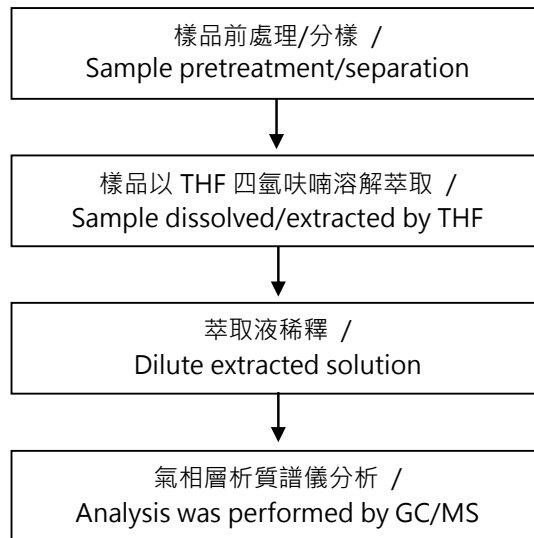 樣品前處理/分樣 /
Sample pretreatment/separation
樣品以 THF 四氫呋喃溶解萃取 /
Sample dissolved/extracted by THF
萃取液稀釋 /
Dilute extracted solution
氣相層析質譜儀分析 /
Analysis was performed by GC/MS